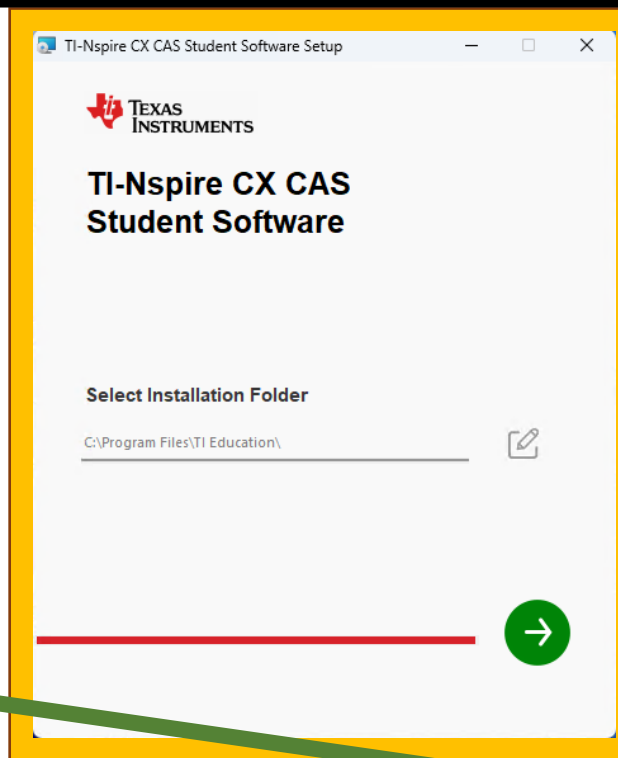 TI-Nspire CX CAS Student Software Setup
TEXAS
INSTRUMENTS
TI-Nspire CX CAS
Student Software
Select Installation Folder
C:\Program Files\TI Education\